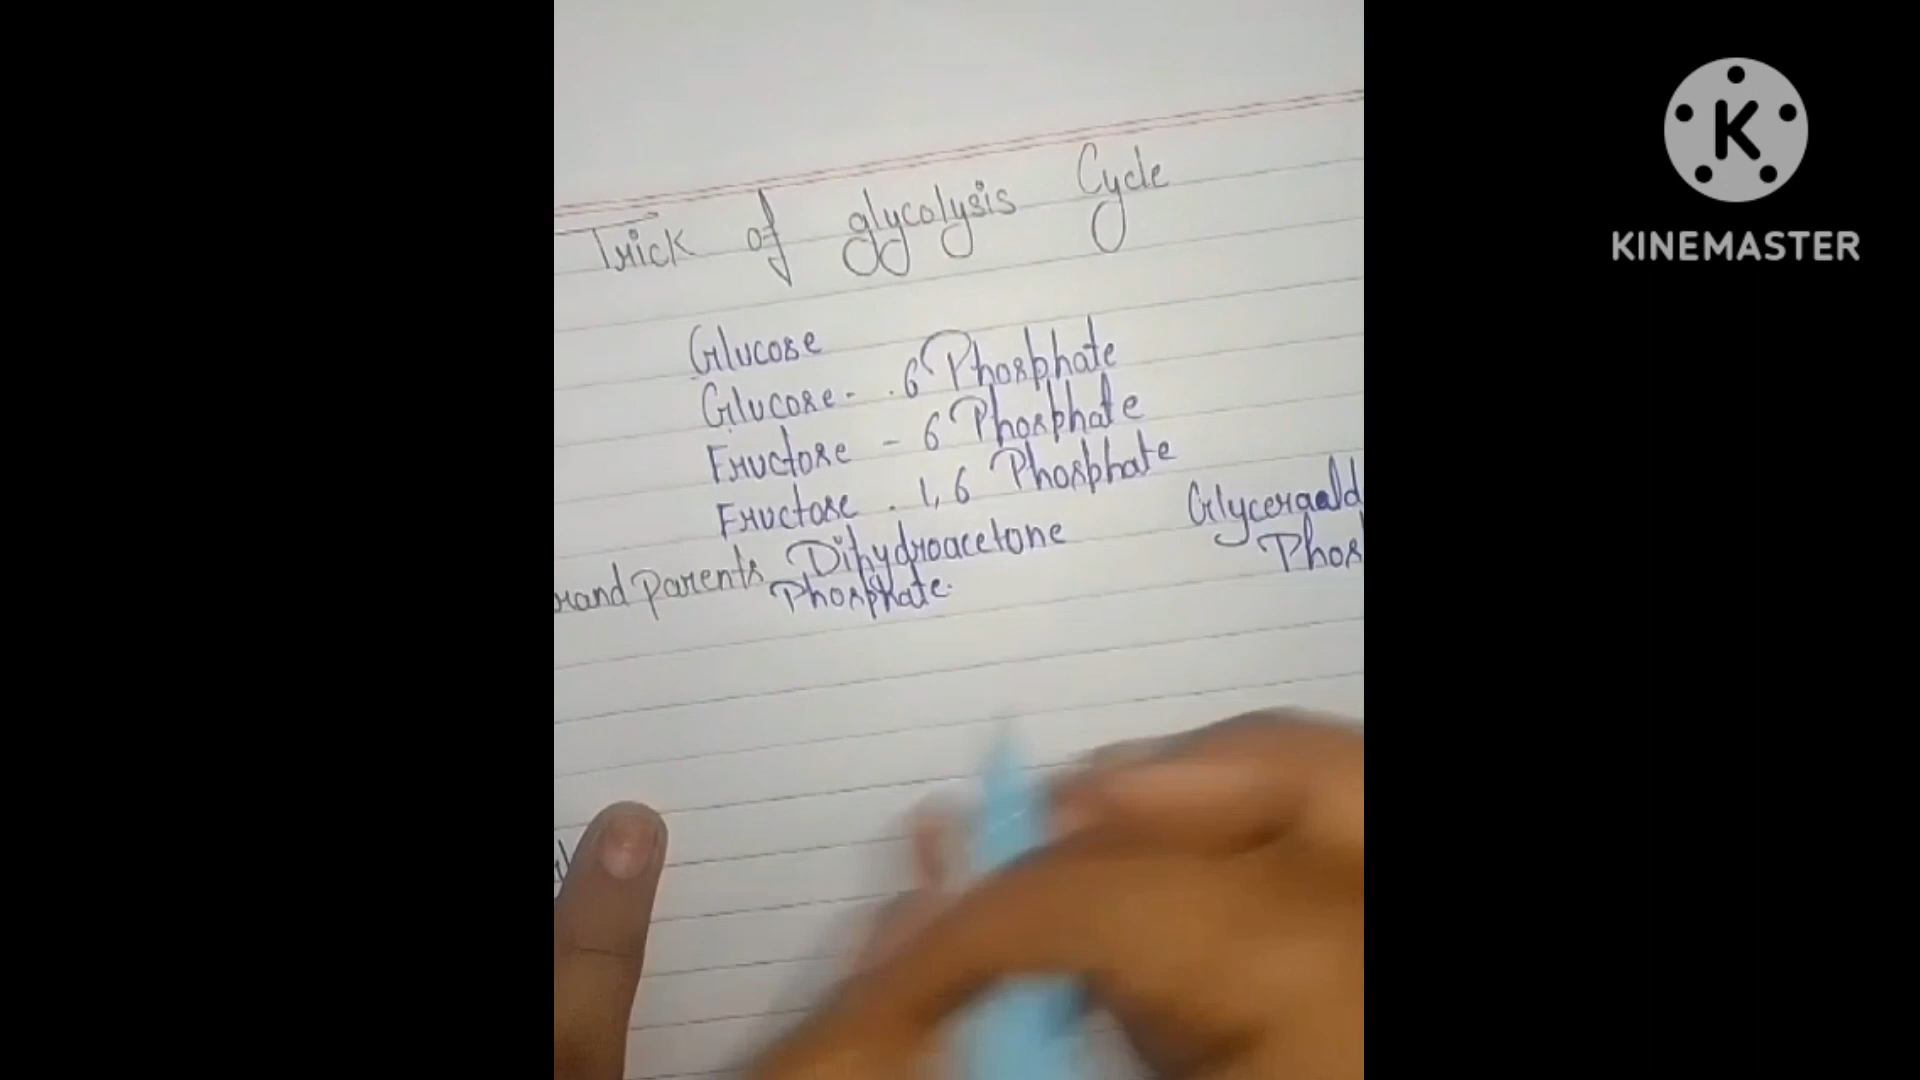 Trick of glycolysis Cycle
Glucose
Glucose - . 6 Phosphate
Fructose - 6 Phosphate
Fructose . 1, 6 Phosphate
rand parents Dihydroacetone Glyceraald
Phosphate. Phos
KINEMASTER